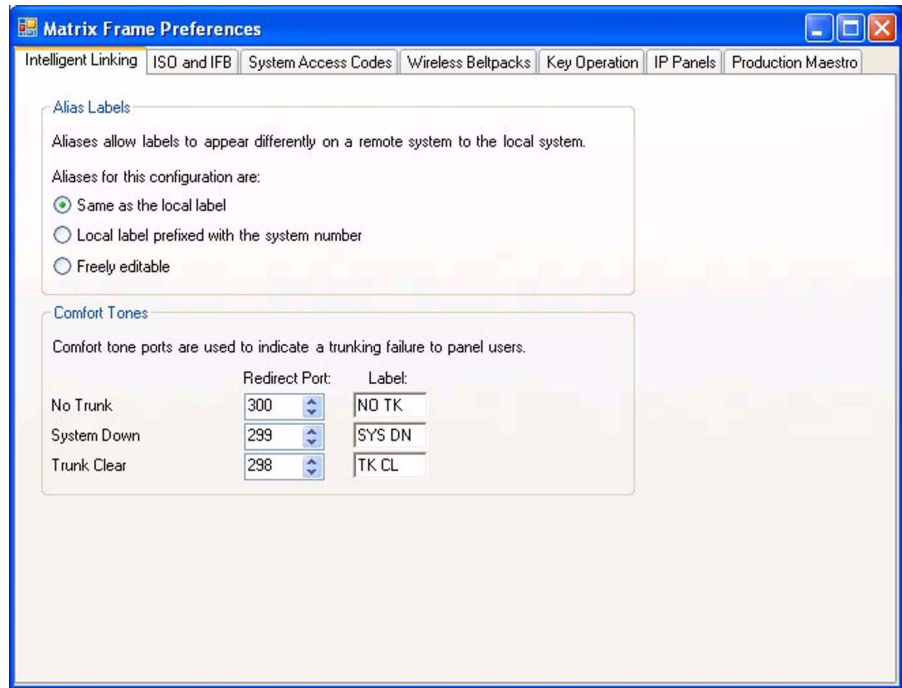 Matrix Frame Preferences
Intelligent Linking ISO and IFB System Access Codes Wireless Beltpacks Key Operation IP Panels Production Maestro
Alias Labels
Aliases allow labels to appear differently on a remote system to the local system.
Aliases for this configuration are:
Same as the local label
Local label prefixed with the system number
Freely editable
Comfort Tones
Comfort tone ports are used to indicate a trunking failure to panel users.
Redirect Port: Label:
No Trunk 300 NO TK
System Down 299 SYS DN
Trunk Clear 298 TK CL